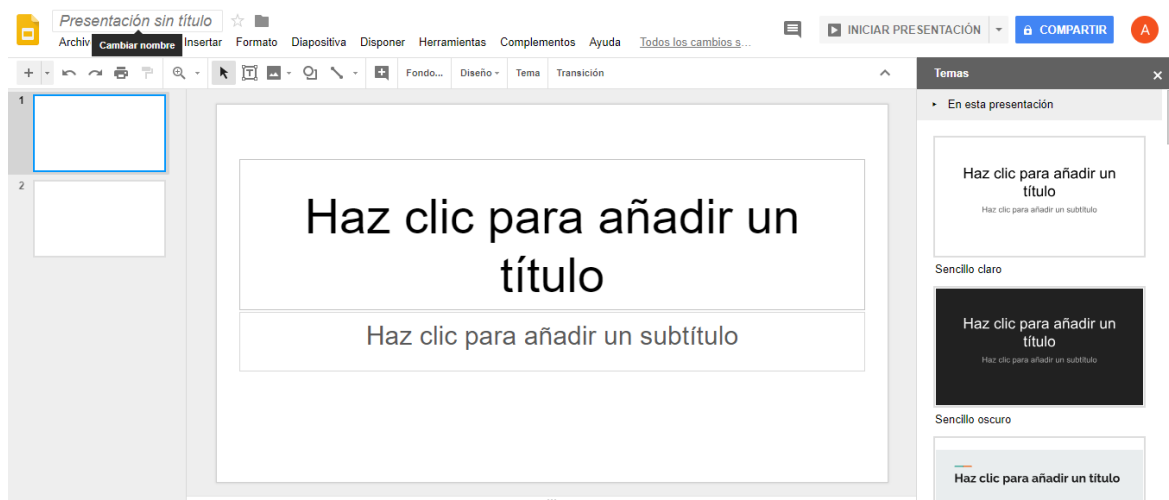 Presentación sin título
Archiv
Cambiar nombre
Insertar Formato Diapositiva Disponer Herramientas Complementos Ayuda Todos los cambios s...
INICIAR PRESENTACIÓN
COMPARTIR
A
Fondo... Diseño Tema Transición
Temas
1
2
Haz clic para añadir un
título
Haz clic para añadir un subtítulo
En esta presentación
Haz clic para añadir un
título
Haz clic para añadir un subtítulo
Sencillo claro
Haz clic para añadir un
título
Haz clic para añadir un subtítulo
Sencillo oscuro
Haz clic para añadir un título